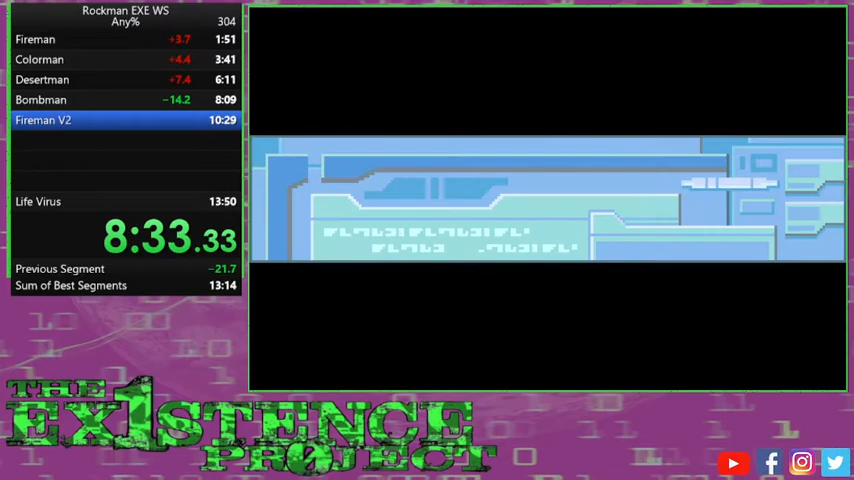 Rockman EXE WS
Any% 304
Fireman +3.7 1:51
Colorman +4.4 3:41
Desertman +7.4 6:11
Bombman -14.2 8:09
Fireman V2 10:29
Life Virus 13:50
8:33.33
Previous Segment -21.7
Sum of Best Segments 13:14
THE
EX1STENCE
PR0JECT